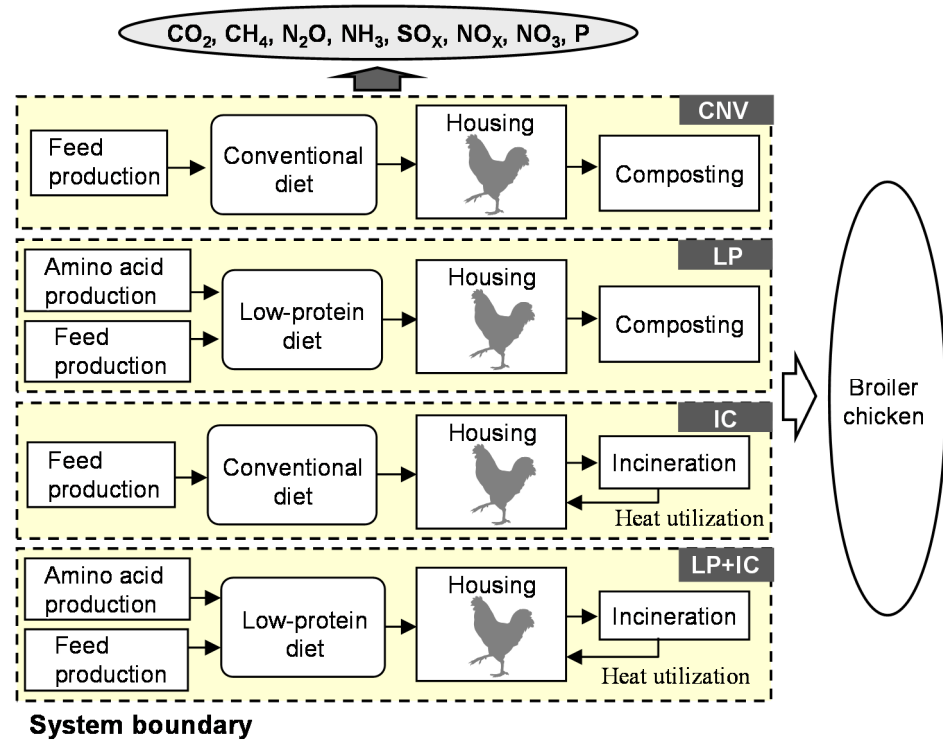 CO₂, CH₄, N₂O, NH₃, SOX, NOX, NO₃, P
CNV
Feed
production
Conventional
diet
Housing
Composting
LP
Amino acid
production
Feed
production
Low-protein
diet
Housing
Composting
IC
Feed
production
Conventional
diet
Housing
Incineration
Heat utilization
LP+IC
Amino acid
production
Feed
production
Low-protein
diet
Housing
Incineration
Heat utilization
Broiler
chicken
System boundary